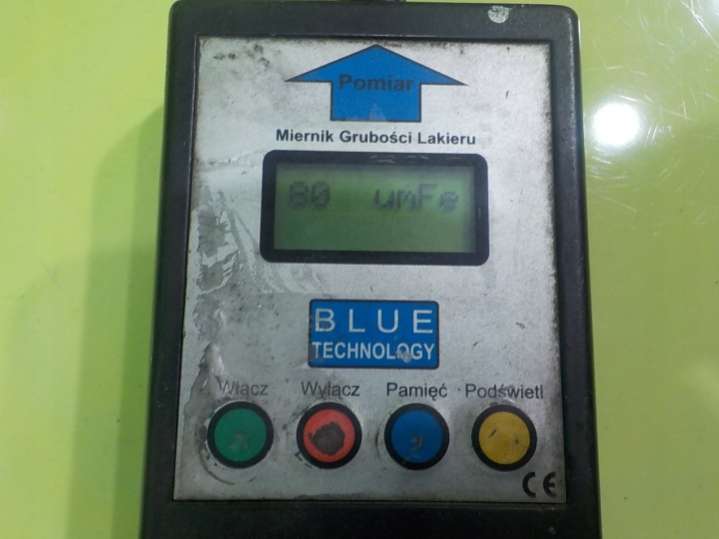 Pomiar
Miernik Grubości Lakieru
80 umFe
BLUE
TECHNOLOGY
Włącz Wyłącz Pamięć Podświetl
CE